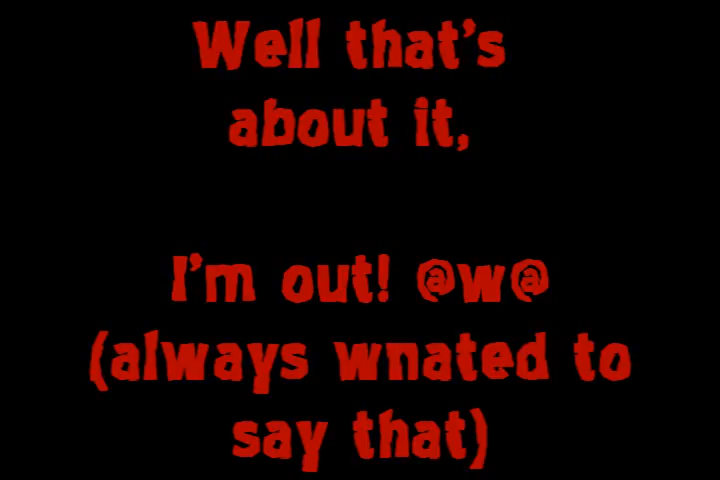 Well that's
about it,
I'm out! @w@
(always wnated to
say that)